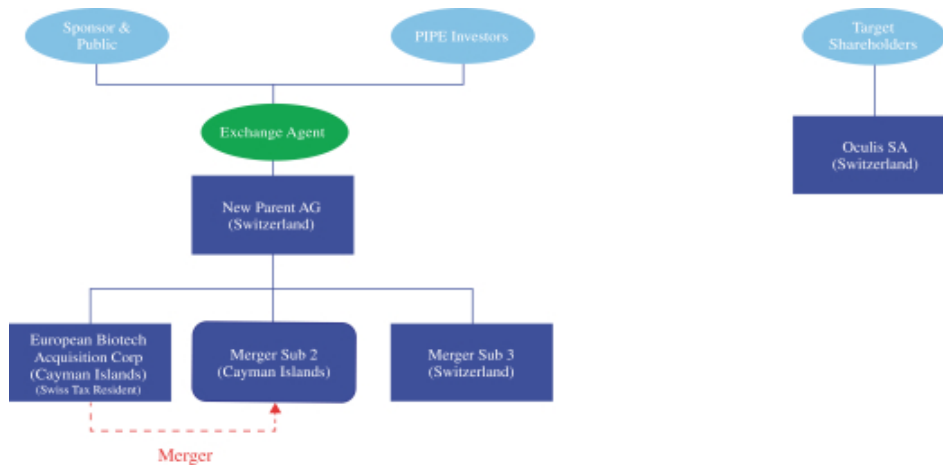 Sponsor &
Public
PIPE Investors
Target
Shareholders
Exchange Agent
Oculis SA
(Switzerland)
New Parent AG
(Switzerland)
European Biotech
Acquisition Corp
(Cayman Islands)
(Swiss Tax Resident)
Merger Sub 2
(Cayman Islands)
Merger Sub 3
(Switzerland)
Merger